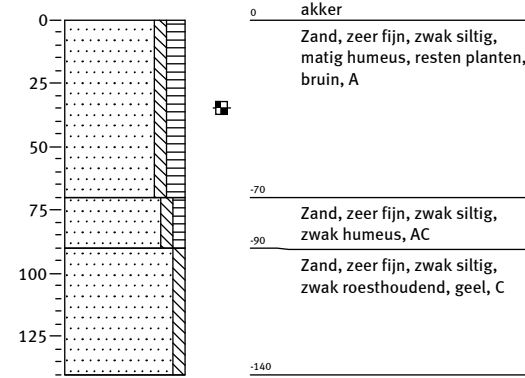 0
25
50
75
100
125
0
akker
Zand, zeer fijn, zwak siltig,
matig humeus, resten planten,
bruin, A
-70
Zand, zeer fijn, zwak siltig,
zwak humeus, AC
-90
Zand, zeer fijn, zwak siltig,
zwak roesthoudend, geel, C
-140